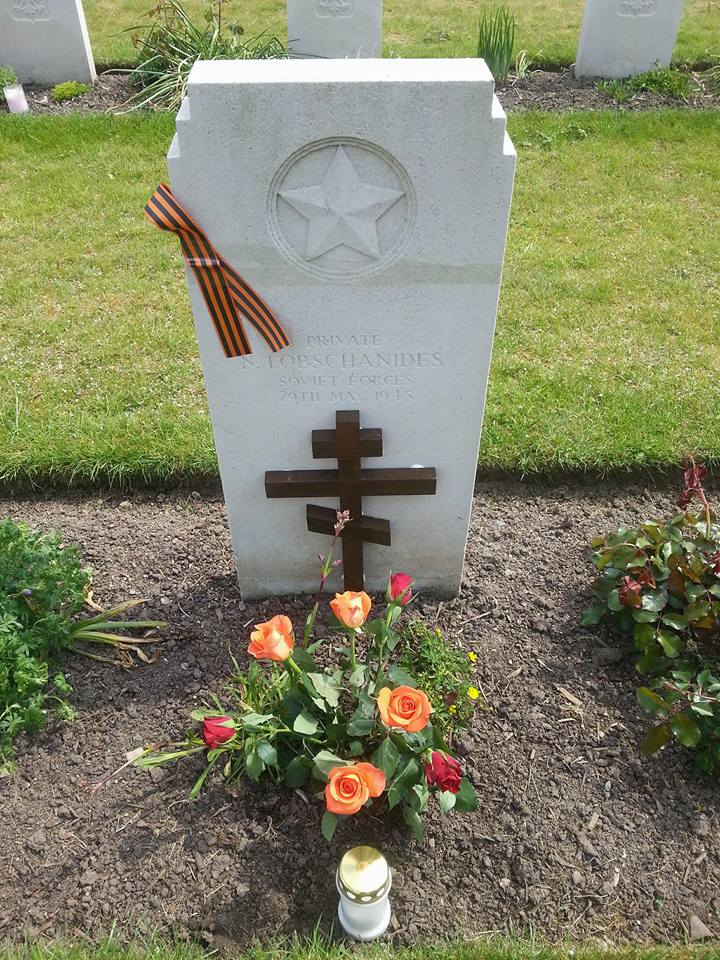 PRIVATE
N. LOBSCHANIDES
SOVIET FORCES
29TH MAY 1945